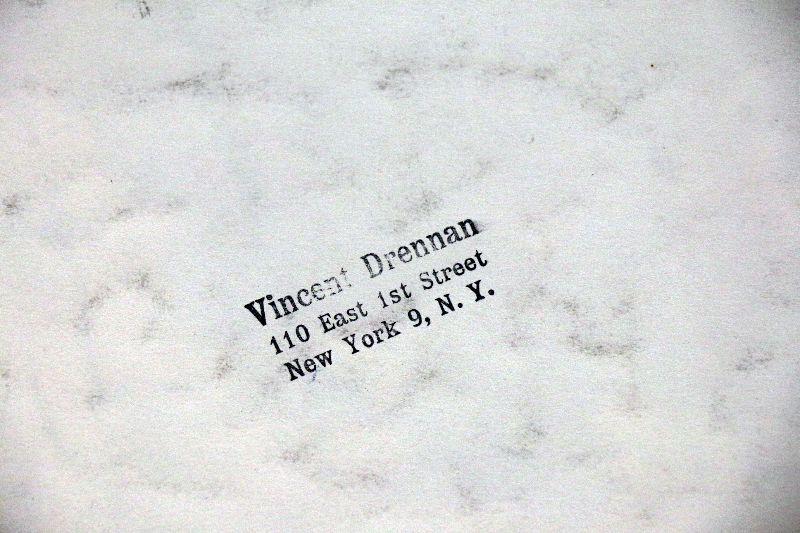 Vincent Drennan
110 East 1st Street
New York 9, N. Y.